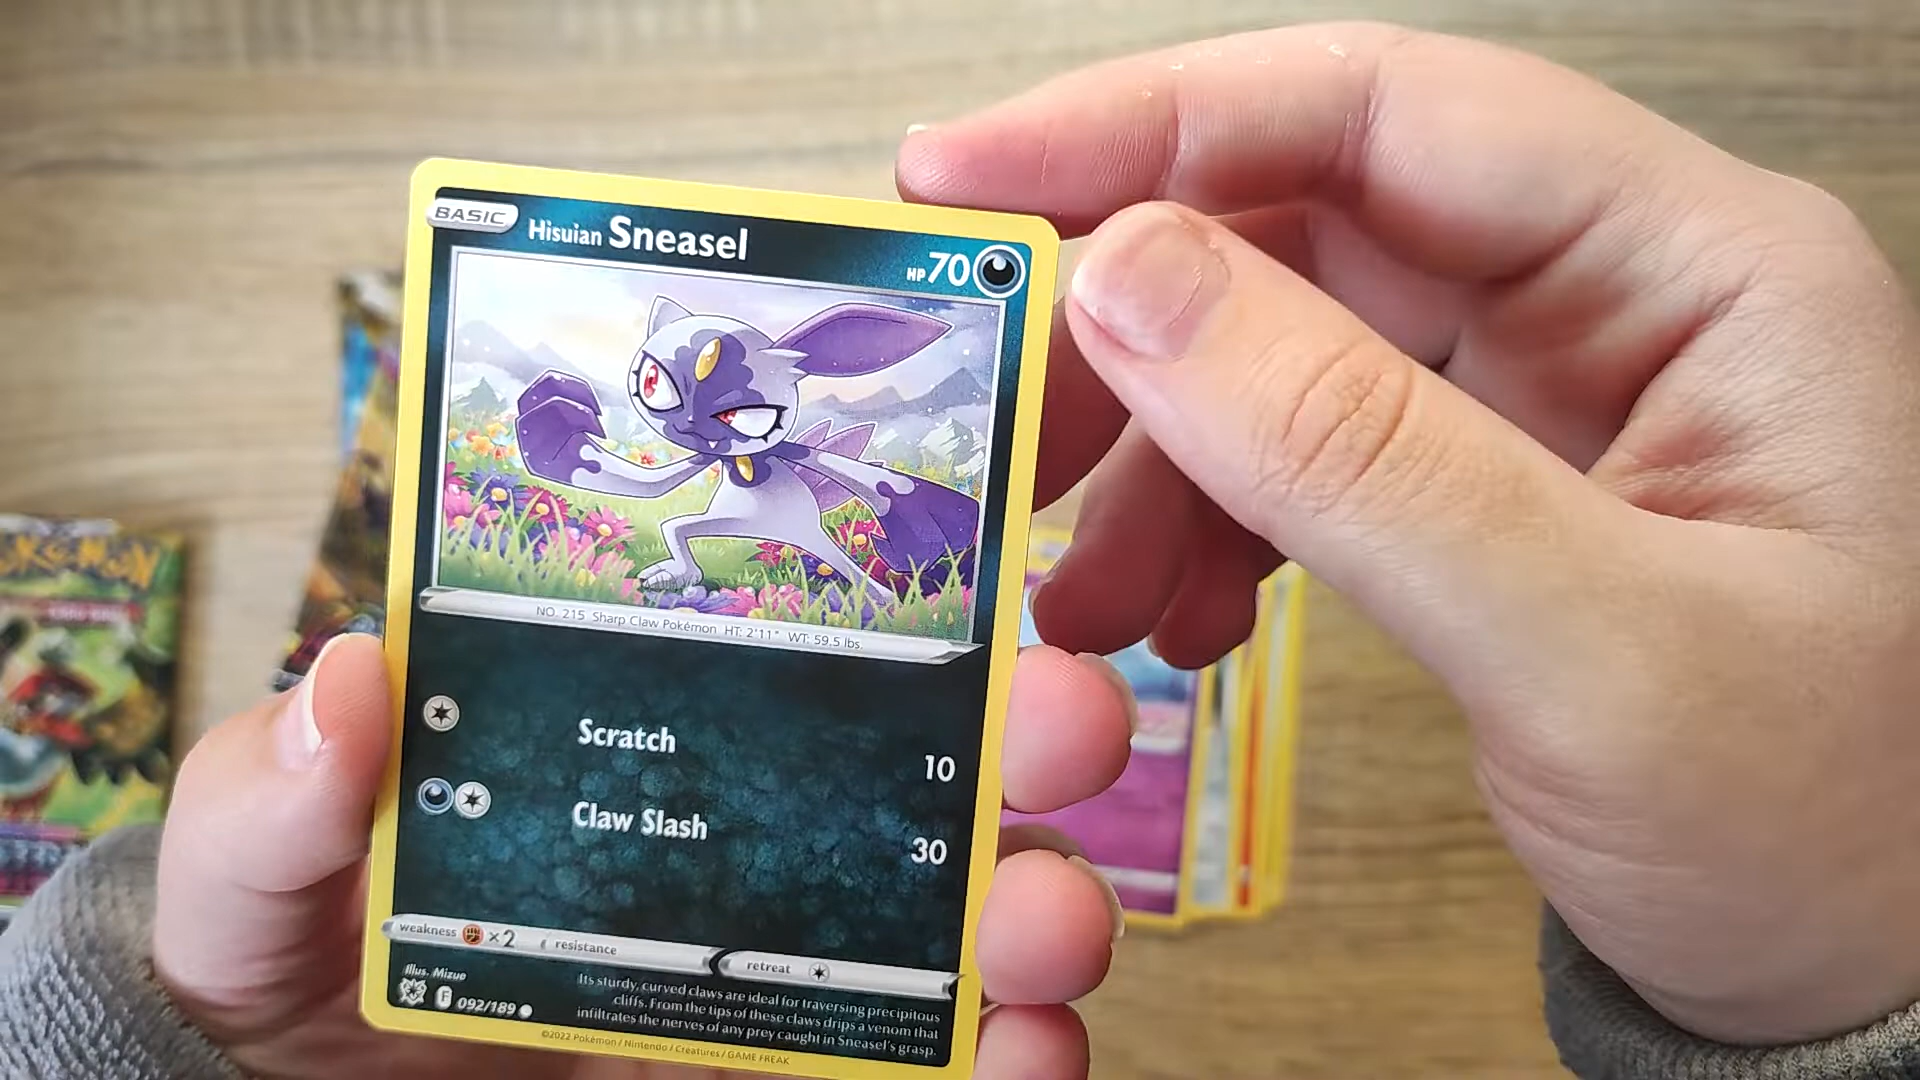 BASIC Hisuian Sneasel HP 70
NO. 215 Sharp Claw Pokémon HT: 2'11" WT: 59.5 lbs.
Scratch 10
Claw Slash 30
weakness ×2 resistance retreat
Illus. Mizue
F 092/189
Its sturdy, curved claws are ideal for traversing precipitous
cliffs. From the tips of these claws drips a venom that
infiltrates the nerves of any prey caught in Sneasel's grasp.
©2022 Pokémon / Nintendo / Creatures / GAME FREAK
POKÉMON